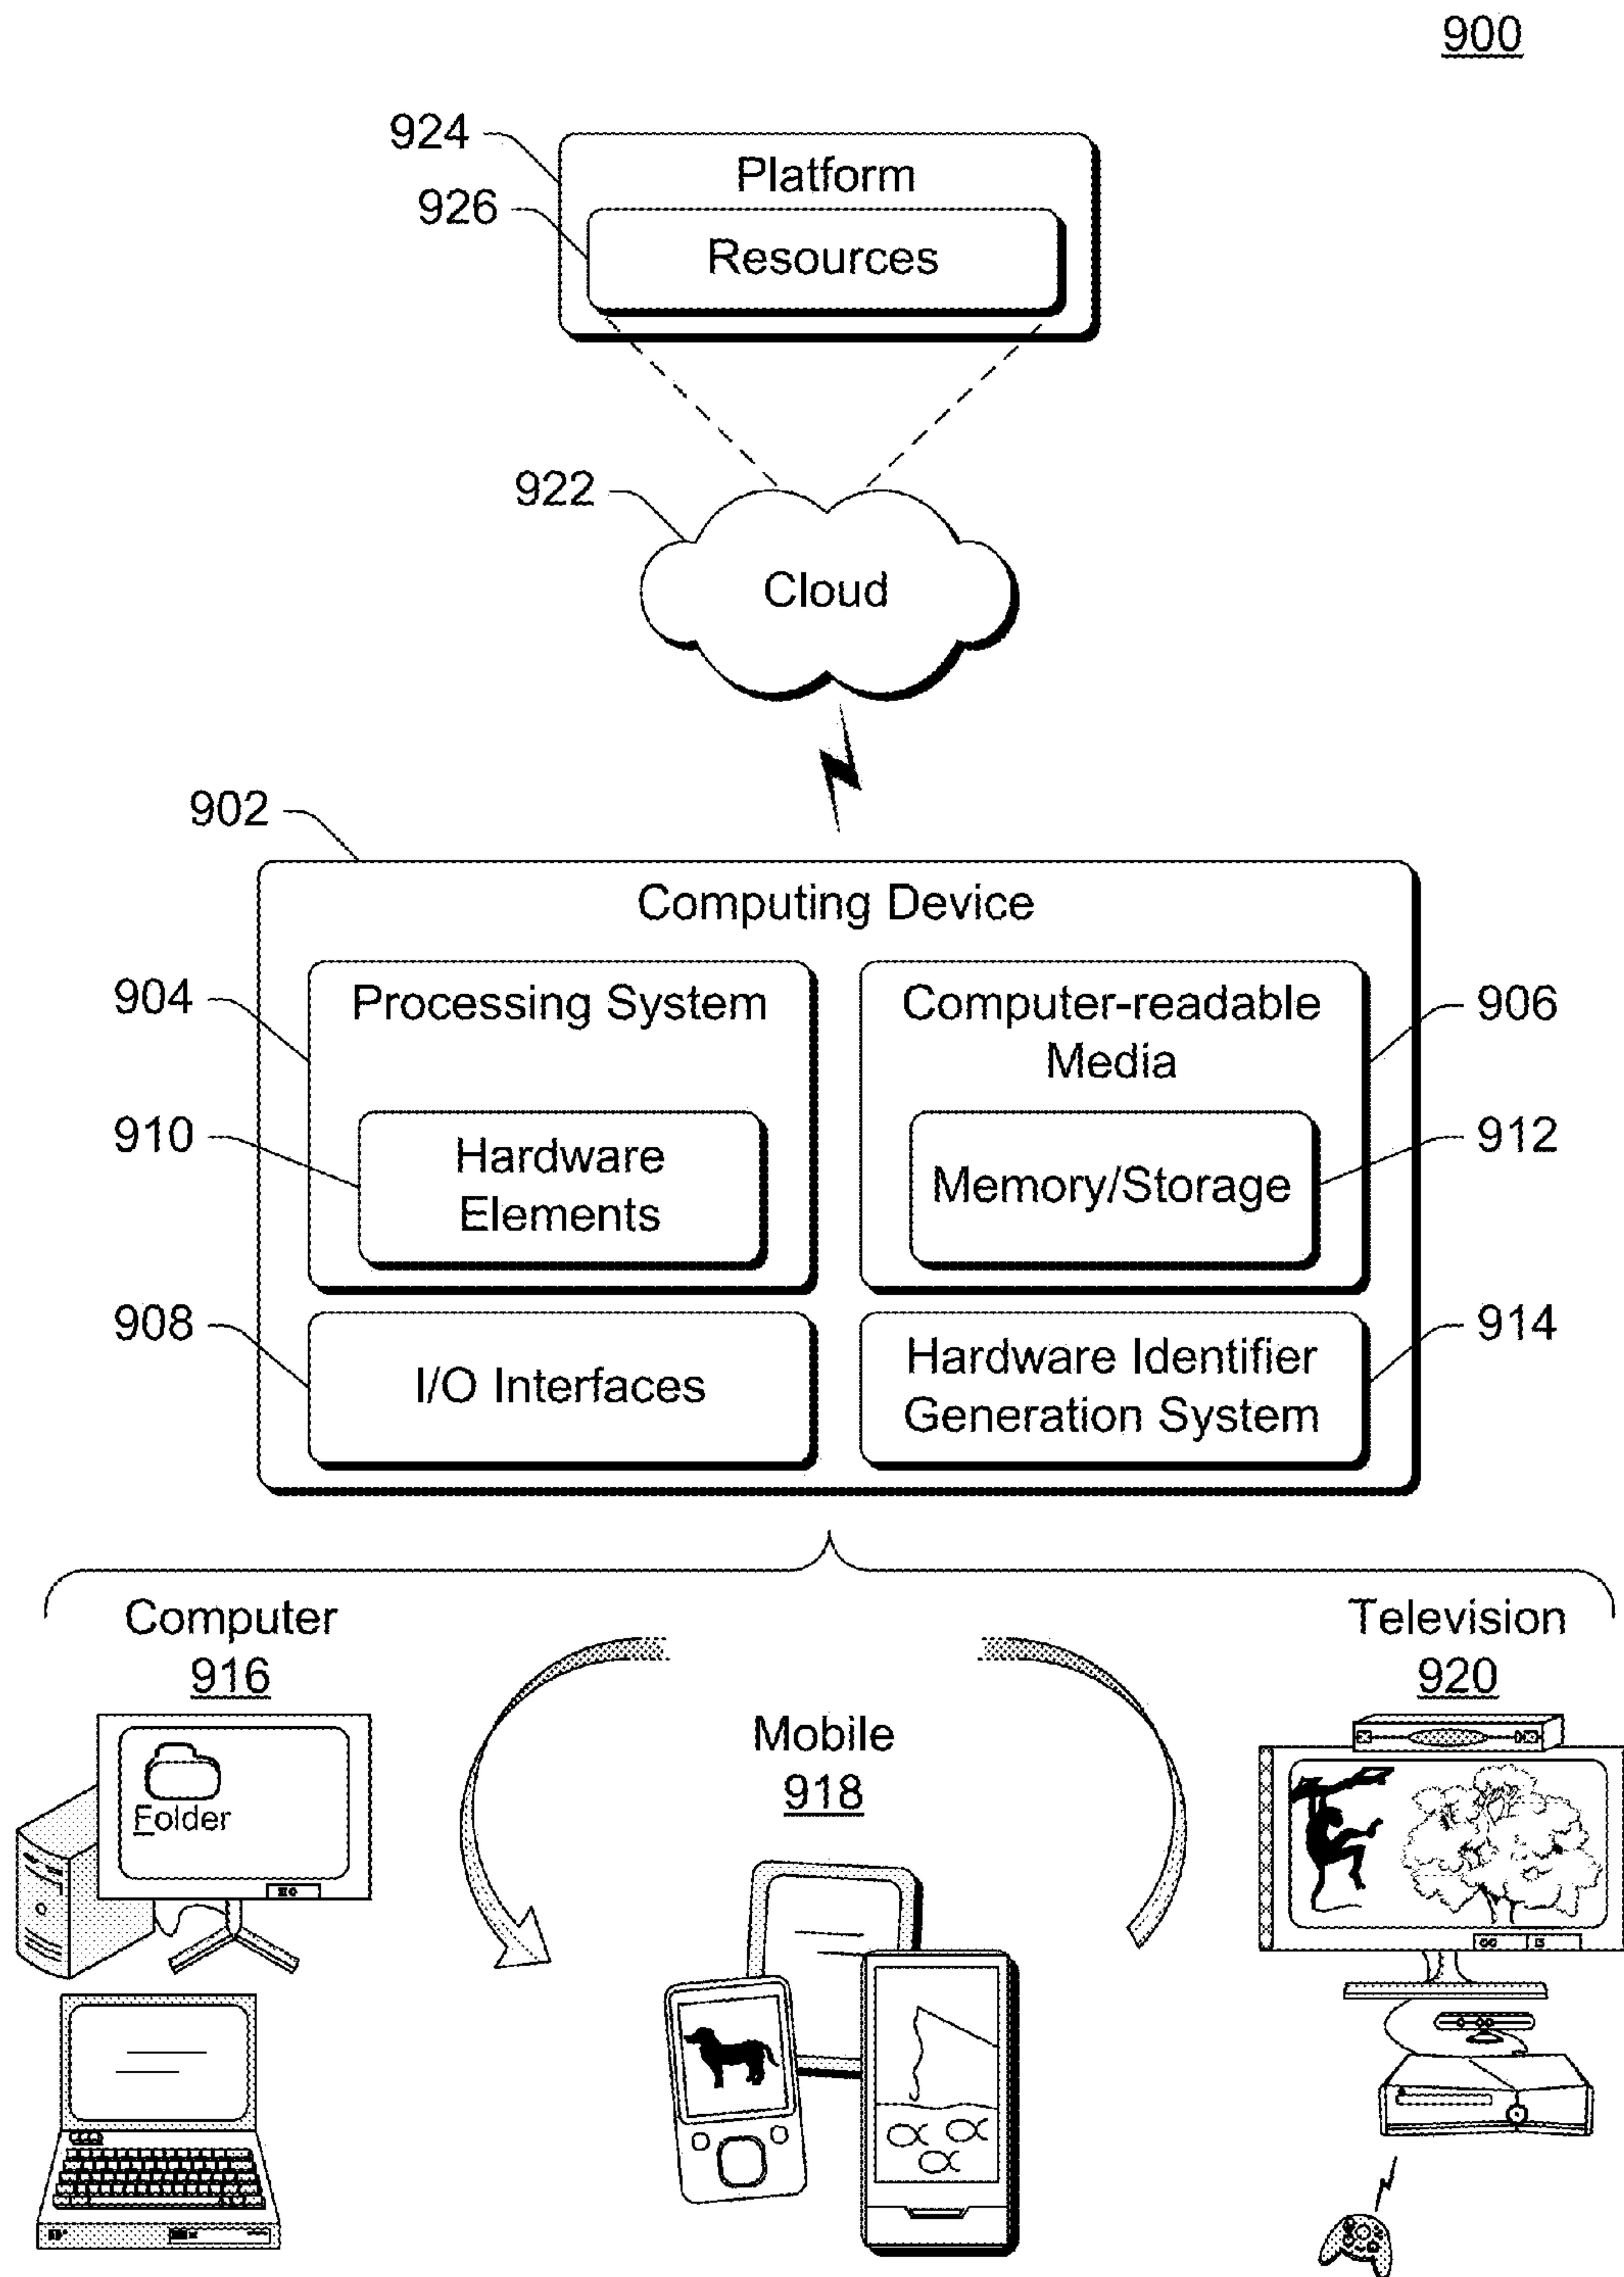 900
924
Platform
926
Resources
922
Cloud
902
Computing Device
904
Processing System
Computer-readable
Media
906
910
Hardware
Elements
Memory/Storage
912
908
I/O Interfaces
Hardware Identifier
Generation System
914
Computer
916
Folder
Mobile
918
Television
920